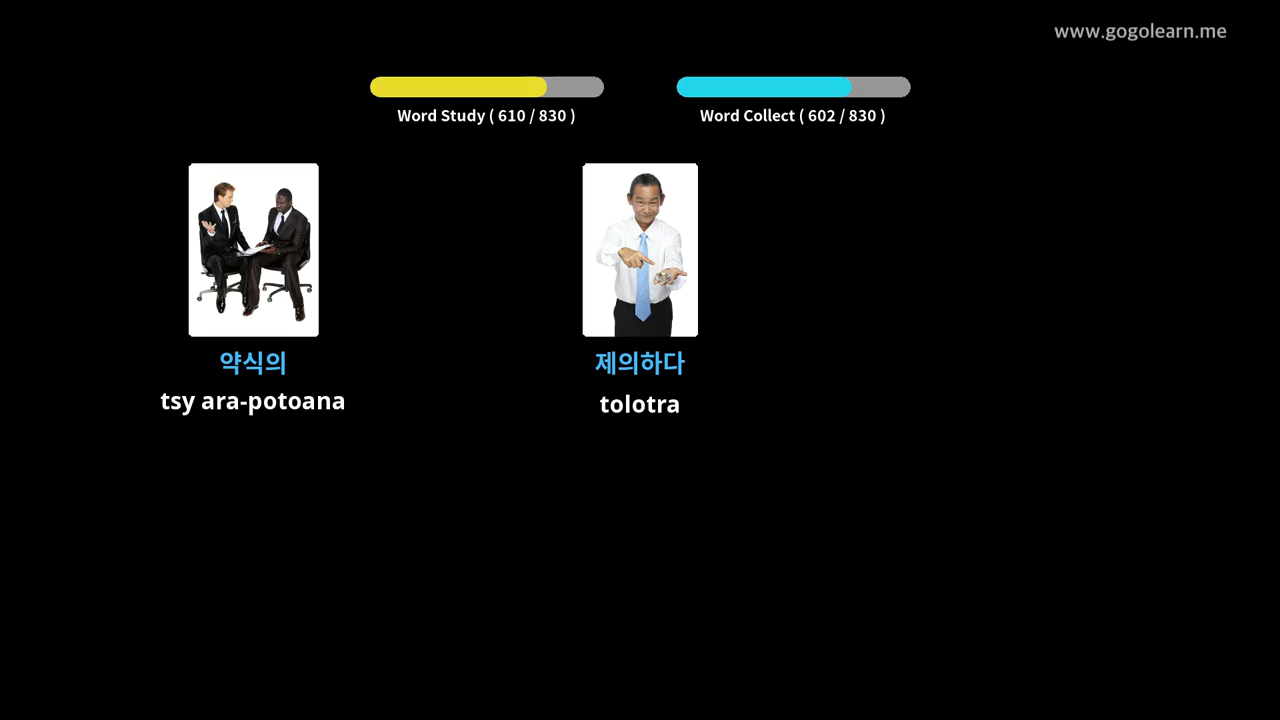 www.gogolearn.me
Word Study ( 610 / 830 )
Word Collect ( 602 / 830 )
약식의
tsy ara-potoana
제의하다
tolotra